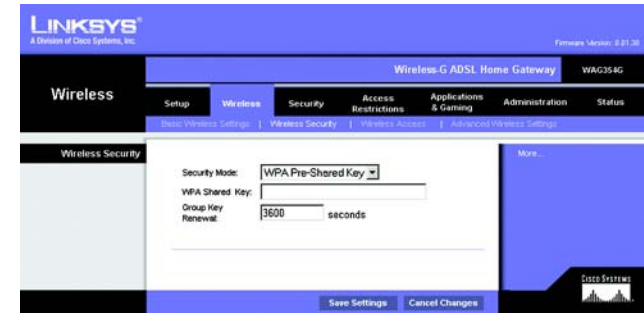 LINKSYS®
A Division of Cisco Systems, Inc.
Firmware Version: 0.01.30
Wireless-G ADSL Home Gateway WAG354G
Wireless
Setup Wireless Security Access Restrictions Applications & Gaming Administration Status
Basic Wireless Settings | Wireless Security | Wireless Access | Advanced Wireless Settings
Wireless Security
More...
Security Mode: WPA Pre-Shared Key
WPA Shared Key:
Group Key Renewal: 3600 seconds
CISCO SYSTEMS
Save Settings Cancel Changes